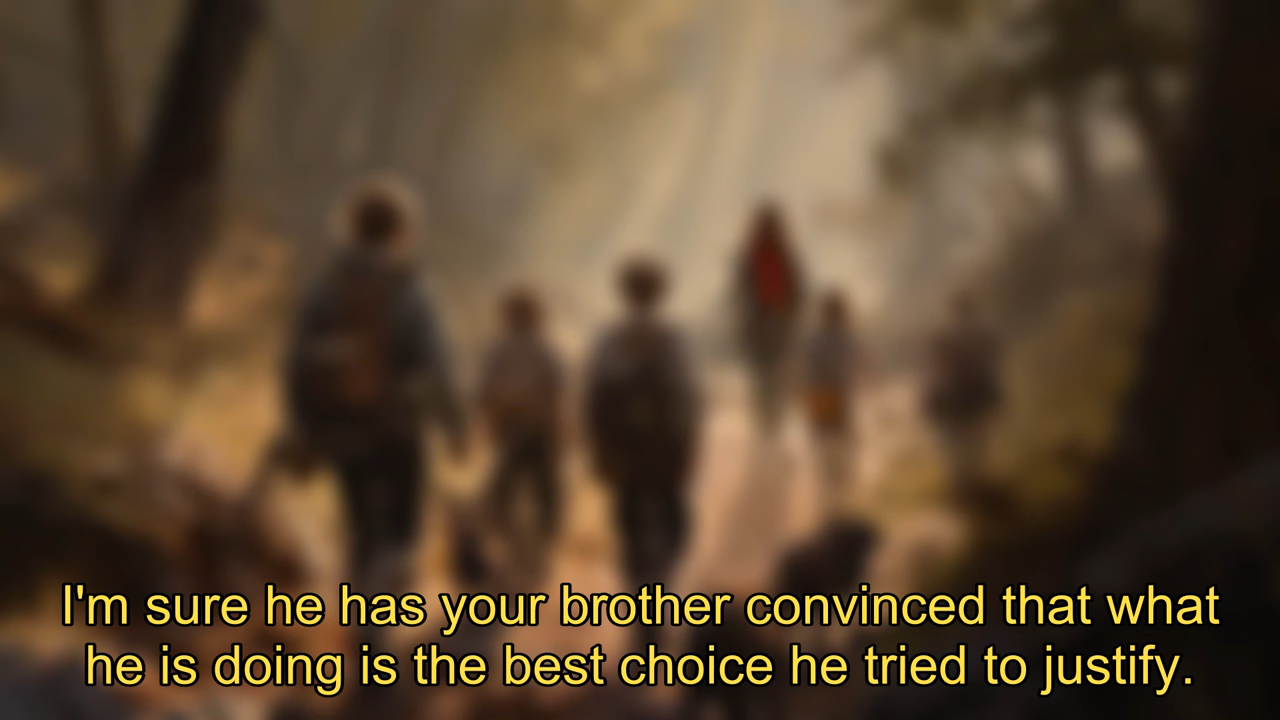 I'm sure he has your brother convinced that what
he is doing is the best choice he tried to justify.